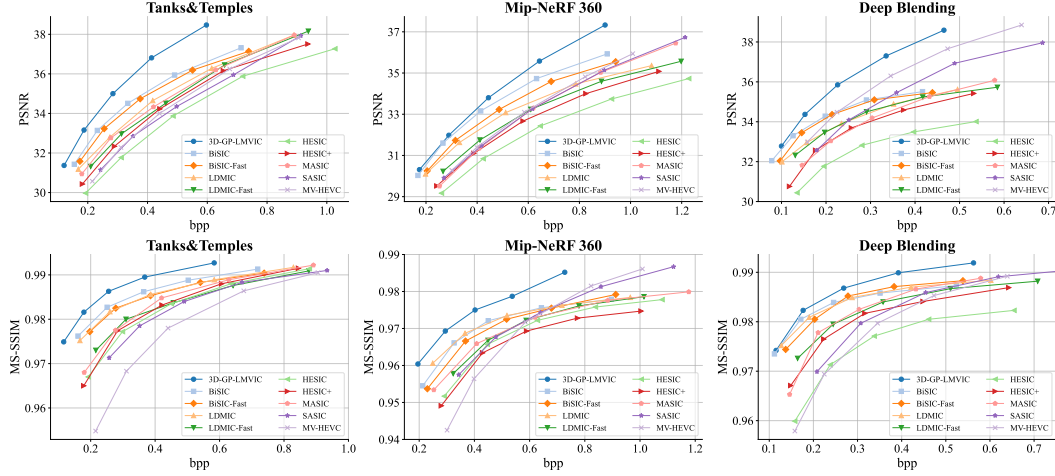 Tanks&Temples
PSNR
38
36
34
32
30
0.2
0.4
0.6
0.8
1.0
bpp
3D-GP-LMVIC
BiSIC
BiSIC-Fast
LDMIC
LDMIC-Fast
HESIC
HESIC+
MASIC
SASIC
MV-HEVC
Mip-NeRF 360
PSNR
37
35
33
31
29
0.2
0.4
0.6
0.8
1.0
1.2
bpp
3D-GP-LMVIC
BiSIC
BiSIC-Fast
LDMIC
LDMIC-Fast
HESIC
HESIC+
MASIC
SASIC
MV-HEVC
Deep Blending
PSNR
38
36
34
32
30
0.1
0.2
0.3
0.4
0.5
0.6
0.7
bpp
3D-GP-LMVIC
BiSIC
BiSIC-Fast
LDMIC
LDMIC-Fast
HESIC
HESIC+
MASIC
SASIC
MV-HEVC
Tanks&Temples
MS-SSIM
0.99
0.98
0.97
0.96
0.2
0.4
0.6
0.8
1.0
bpp
3D-GP-LMVIC
BiSIC
BiSIC-Fast
LDMIC
LDMIC-Fast
HESIC
HESIC+
MASIC
SASIC
MV-HEVC
Mip-NeRF 360
MS-SSIM
0.99
0.98
0.97
0.96
0.95
0.94
0.2
0.4
0.6
0.8
1.0
1.2
bpp
3D-GP-LMVIC
BiSIC
BiSIC-Fast
LDMIC
LDMIC-Fast
HESIC
HESIC+
MASIC
SASIC
MV-HEVC
Deep Blending
MS-SSIM
0.99
0.98
0.97
0.96
0.1
0.2
0.3
0.4
0.5
0.6
0.7
bpp
3D-GP-LMVIC
BiSIC
BiSIC-Fast
LDMIC
LDMIC-Fast
HESIC
HESIC+
MASIC
SASIC
MV-HEVC